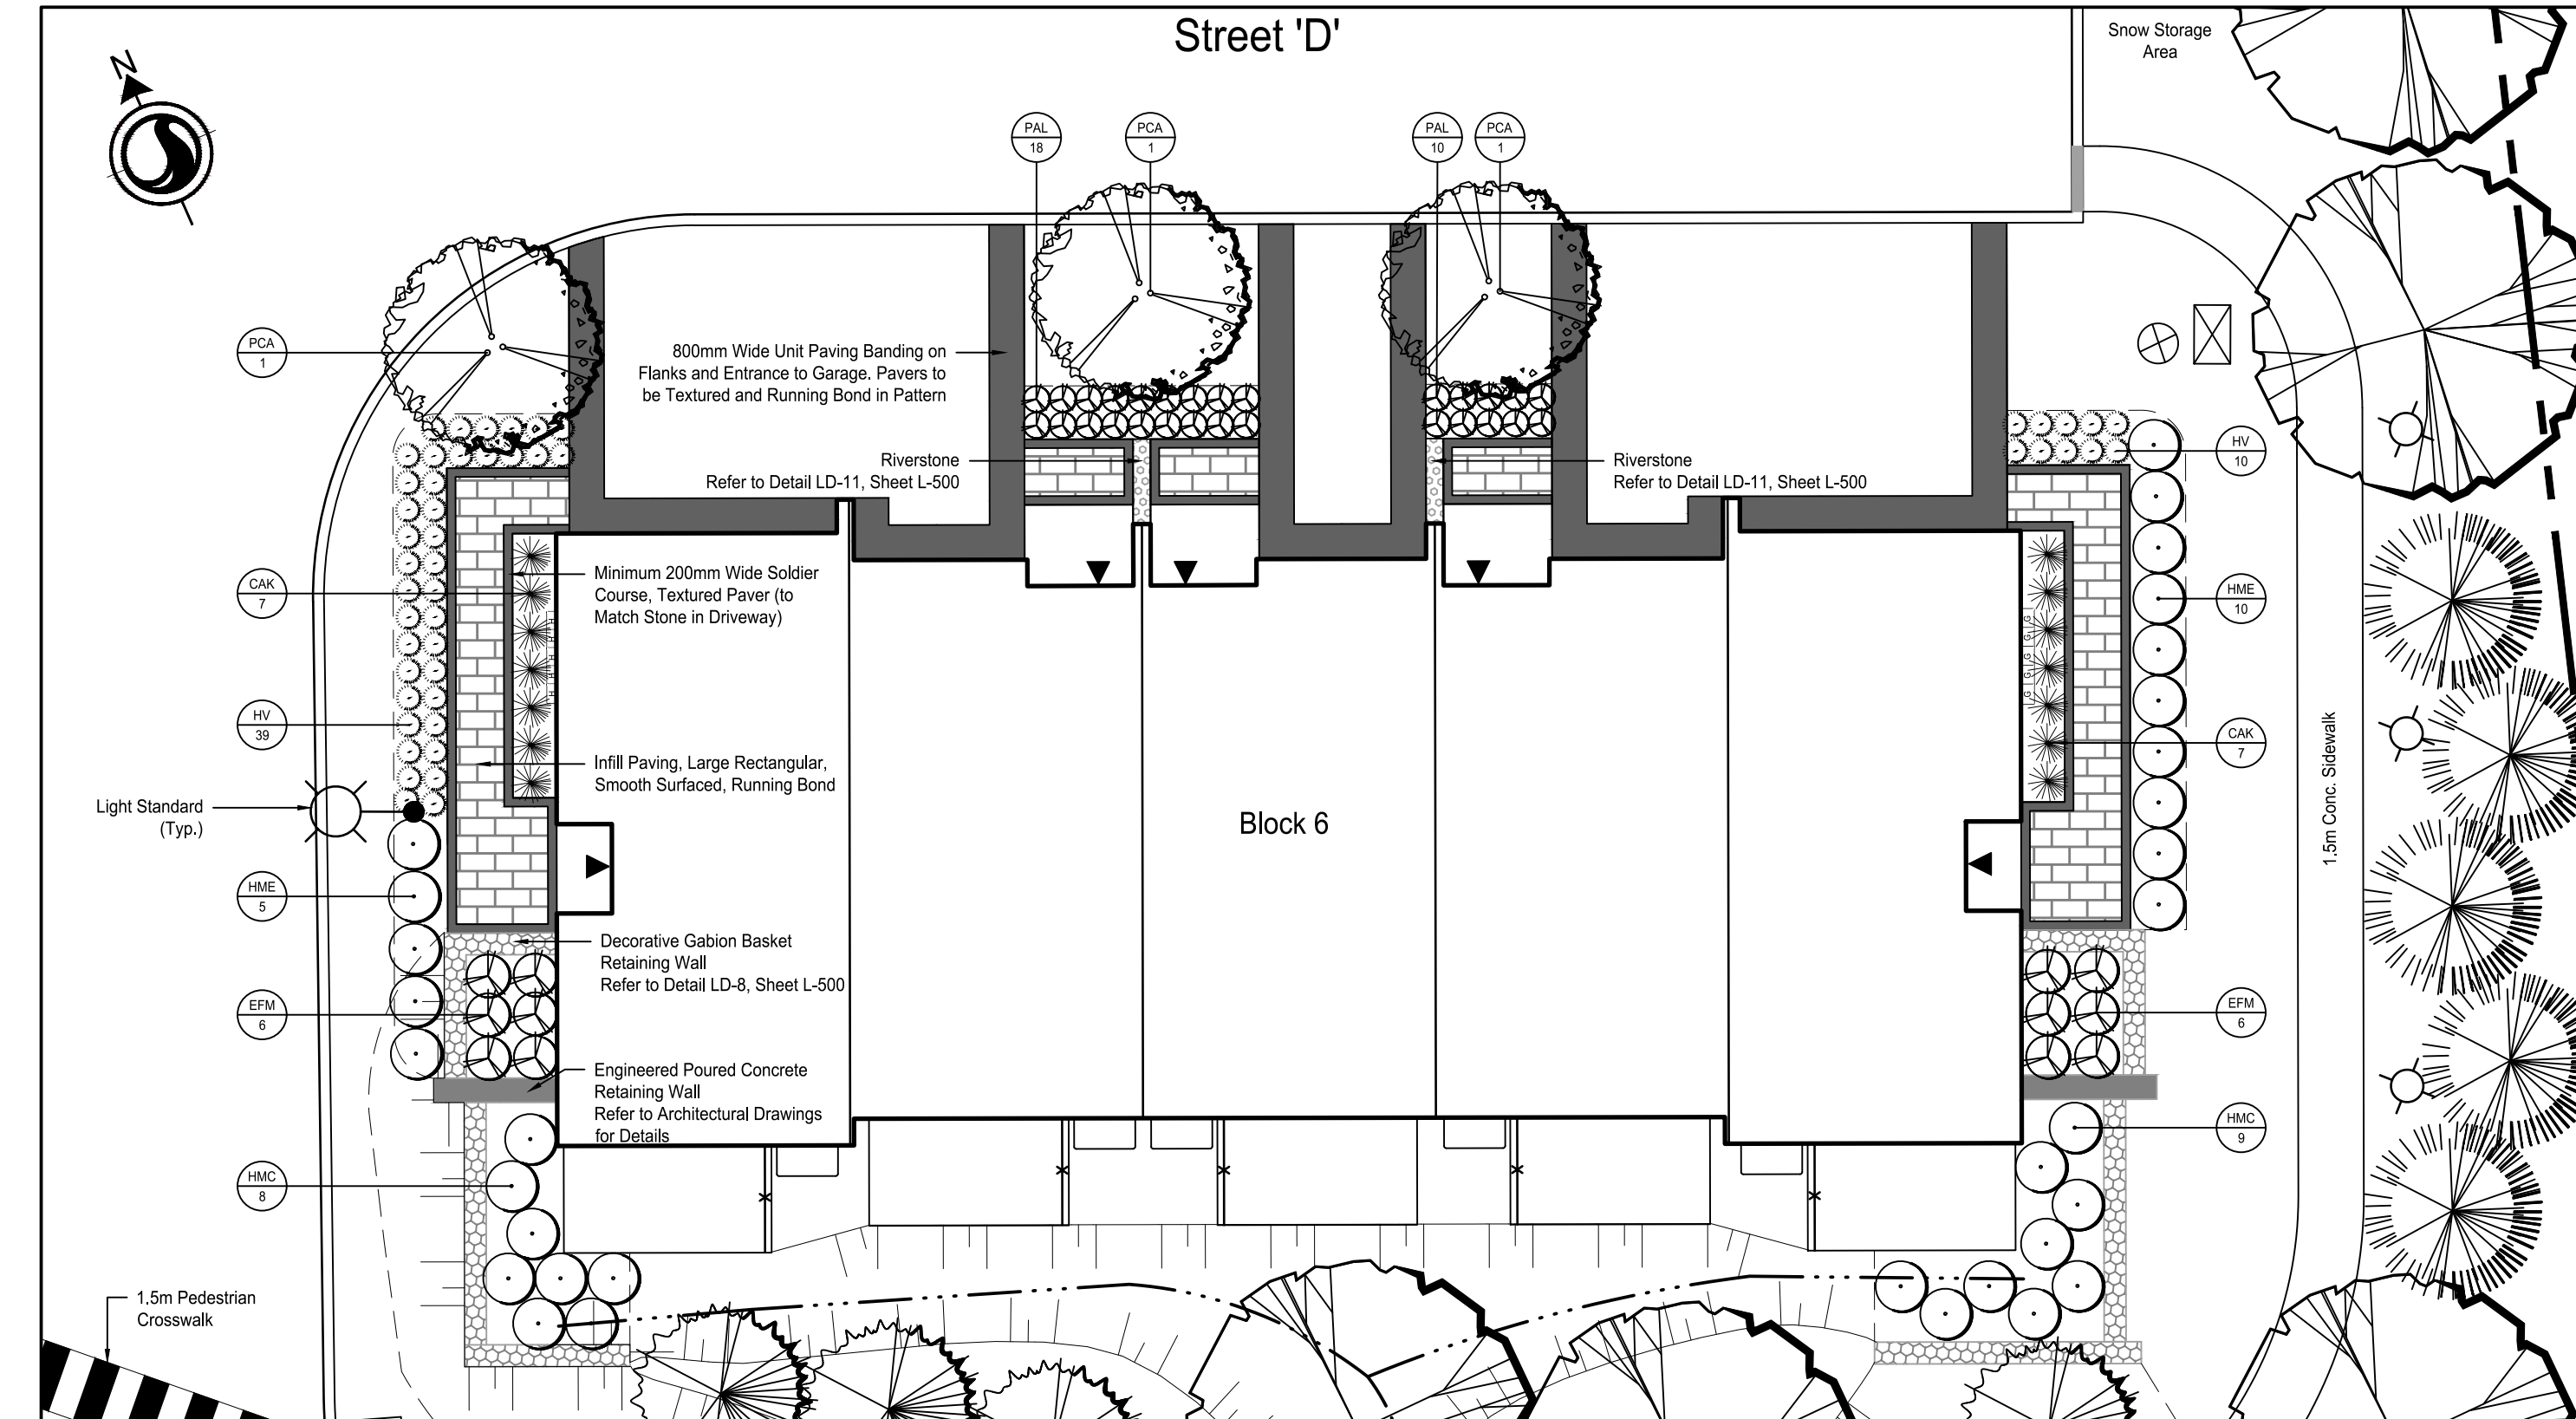 Street 'D'
Snow Storage
Area
N
PAL
18
PCA
1
PAL
10
PCA
1
PCA
1
800mm Wide Unit Paving Banding on
Flanks and Entrance to Garage. Pavers to
be Textured and Running Bond in Pattern
Riverstone
Refer to Detail LD-11, Sheet L-500
Riverstone
Refer to Detail LD-11, Sheet L-500
HV
10
CAK
7
Minimum 200mm Wide Soldier
Course, Textured Paver (to
Match Stone in Driveway)
HME
10
H H H H H
G G G G G
HV
39
CAK
7
Infill Paving, Large Rectangular,
Smooth Surfaced, Running Bond
Light Standard
(Typ.)
Block 6
1.5m Conc. Sidewalk
HME
5
Decorative Gabion Basket
Retaining Wall
Refer to Detail LD-8, Sheet L-500
EFM
6
EFM
6
Engineered Poured Concrete
Retaining Wall
Refer to Architectural Drawings
for Details
HMC
9
HMC
8
1.5m Pedestrian
Crosswalk